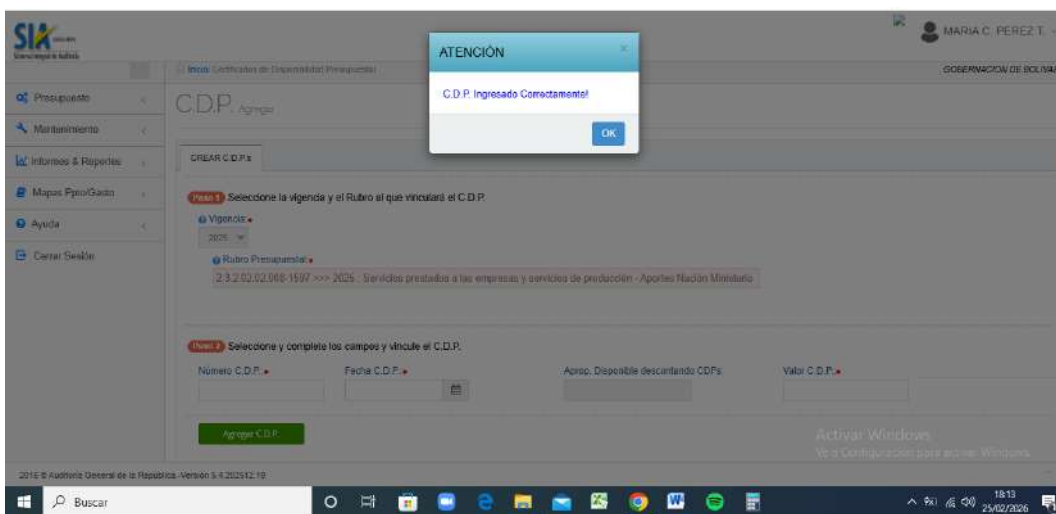 SIA
MARIA C. PEREZ T.
ATENCIÓN
×
Inicio Certificados de Disponibilidad Presupuestal
GOBERNACION DE BOLIVAR
C.D.P. Ingresado Correctamente!
OK
Presupuesto
C.D.P. Agregar
Mantenimiento
Informes & Reportes
CREAR C.D.P.s
Mapas Ppto/Gasto
Paso 1 Seleccione la vigencia y el Rubro al que vinculará el C.D.P.
Ayuda
Vigencia:
2025
Cerrar Sesión
Rubro Presupuestal:
2.3.2.02.02.008-1597 >>> 2025 : Servicios prestados a las empresas y servicios de producción - Aportes Nación Ministerio
Paso 2 Seleccione y complete los campos y vincule el C.D.P.
Número C.D.P.: Fecha C.D.P.: Aprop. Disponible descontando CDPs Valor C.D.P.:
Agregar C.D.P.
Activar Windows
Ve a Configuración para activar Windows.
2016 © Auditoría General de la República -Versión 5.4.202512.19
Buscar
18:13
25/02/2026